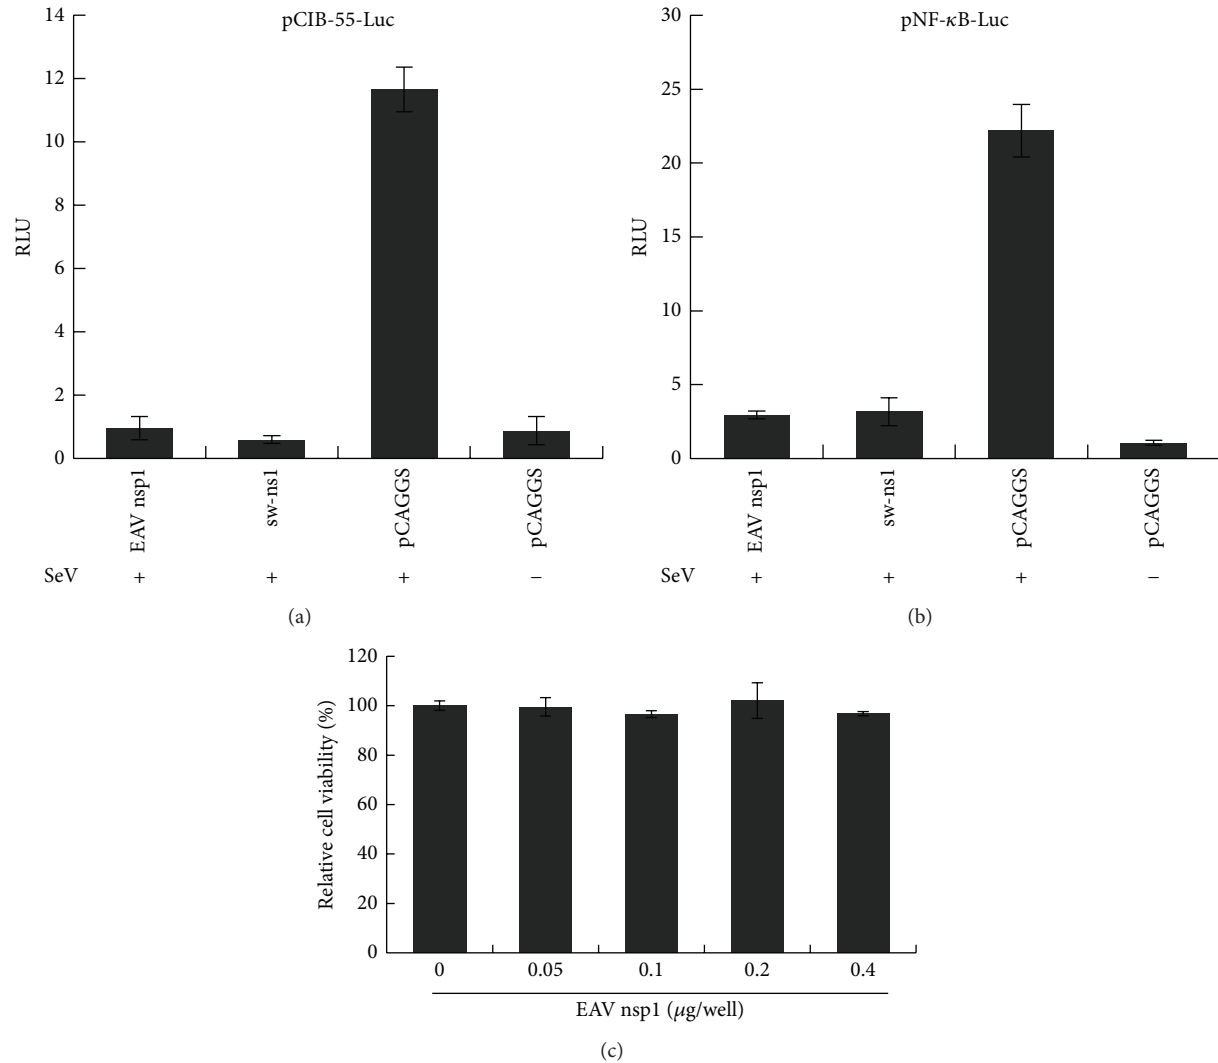 pCIB-55-Luc
14
12
10
8
6
4
2
0
RLU
EAV nsp1
sw-ns1
pCAGGS
pCAGGS
SeV + + + −
(a)
pNF-κB-Luc
30
25
20
15
10
5
0
RLU
EAV nsp1
sw-ns1
pCAGGS
pCAGGS
SeV + + + −
(b)
120
100
80
60
40
20
0
Relative cell viability (%)
0 0.05 0.1 0.2 0.4
EAV nsp1 (μg/well)
(c)